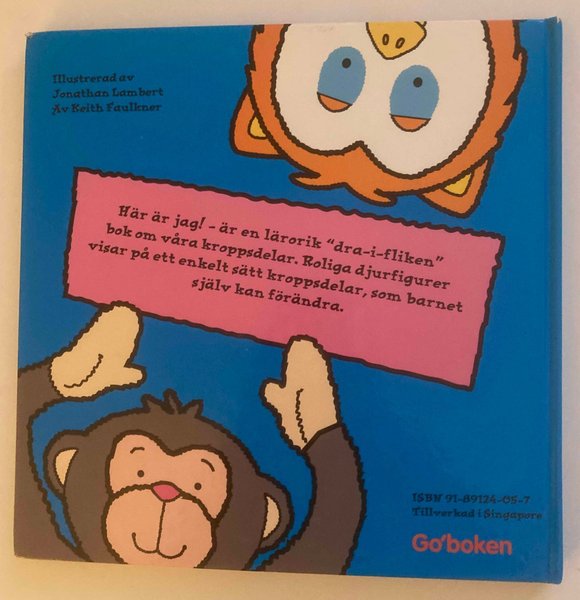 Illustrerad av
Jonathan Lambert
Av Keith Faulkner
Här är jag! - är en lärorik "dra-i-fliken"
bok om våra kroppsdelar. Roliga djurfigurer
visar på ett enkelt sätt kroppsdelar, som barnet
själv kan förändra.
ISBN 91-89124-05-7
Tillverkad i Singapore
Go'boken